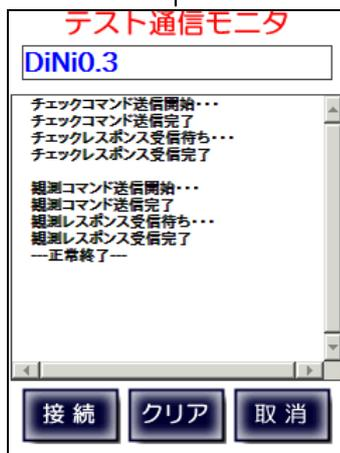 テスト通信モニタ
DiNi0.3
チェックコマンド送信開始・・・
チェックコマンド送信完了
チェックレスポンス受信待ち・・・
チェックレスポンス受信完了
観測コマンド送信開始・・・
観測コマンド送信完了
観測レスポンス受信待ち・・・
観測レスポンス受信完了
---正常終了---
接続
クリア
取消